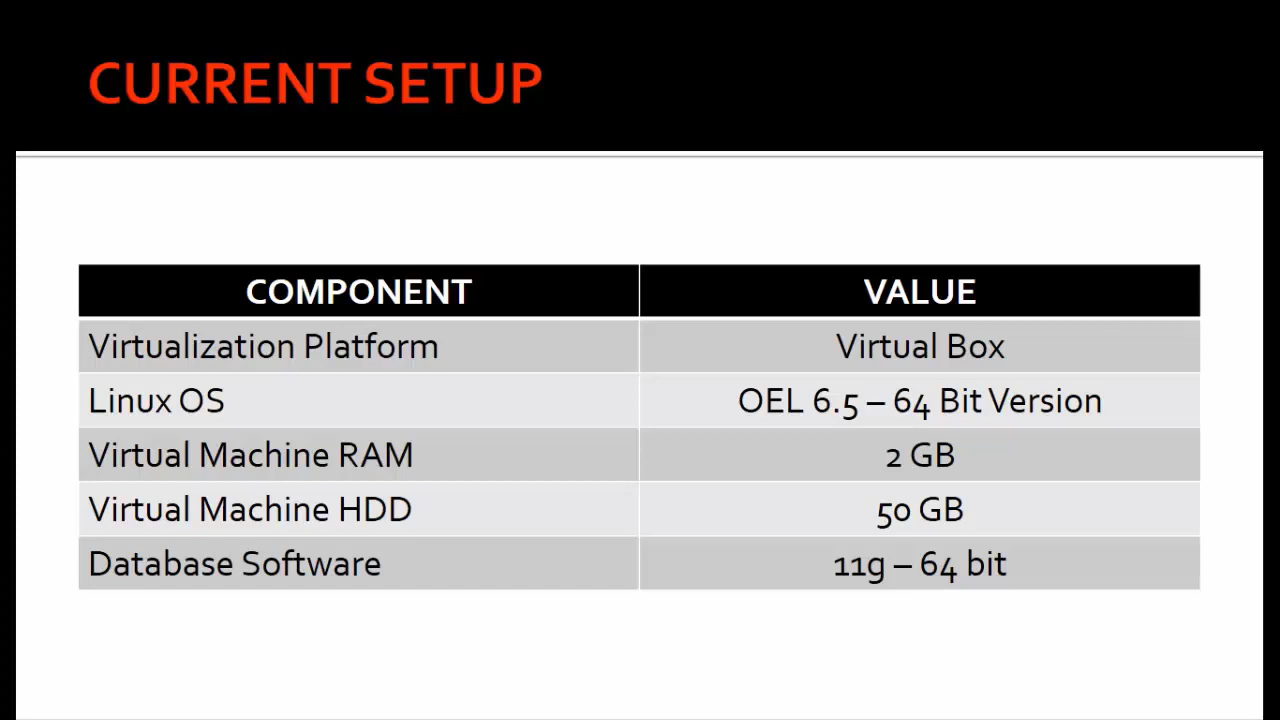 CURRENT SETUP
COMPONENT VALUE
Virtualization Platform Virtual Box
Linux OS OEL 6.5 – 64 Bit Version
Virtual Machine RAM 2 GB
Virtual Machine HDD 50 GB
Database Software 11g – 64 bit